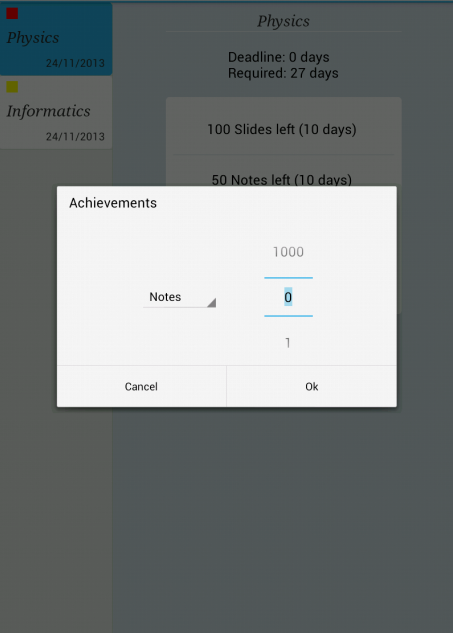 Physics
24/11/2013
Informatics
24/11/2013
Physics
Deadline: 0 days
Required: 27 days
100 Slides left (10 days)
50 Notes left (10 days)
Achievements
1000
Notes
0
1
Cancel
Ok